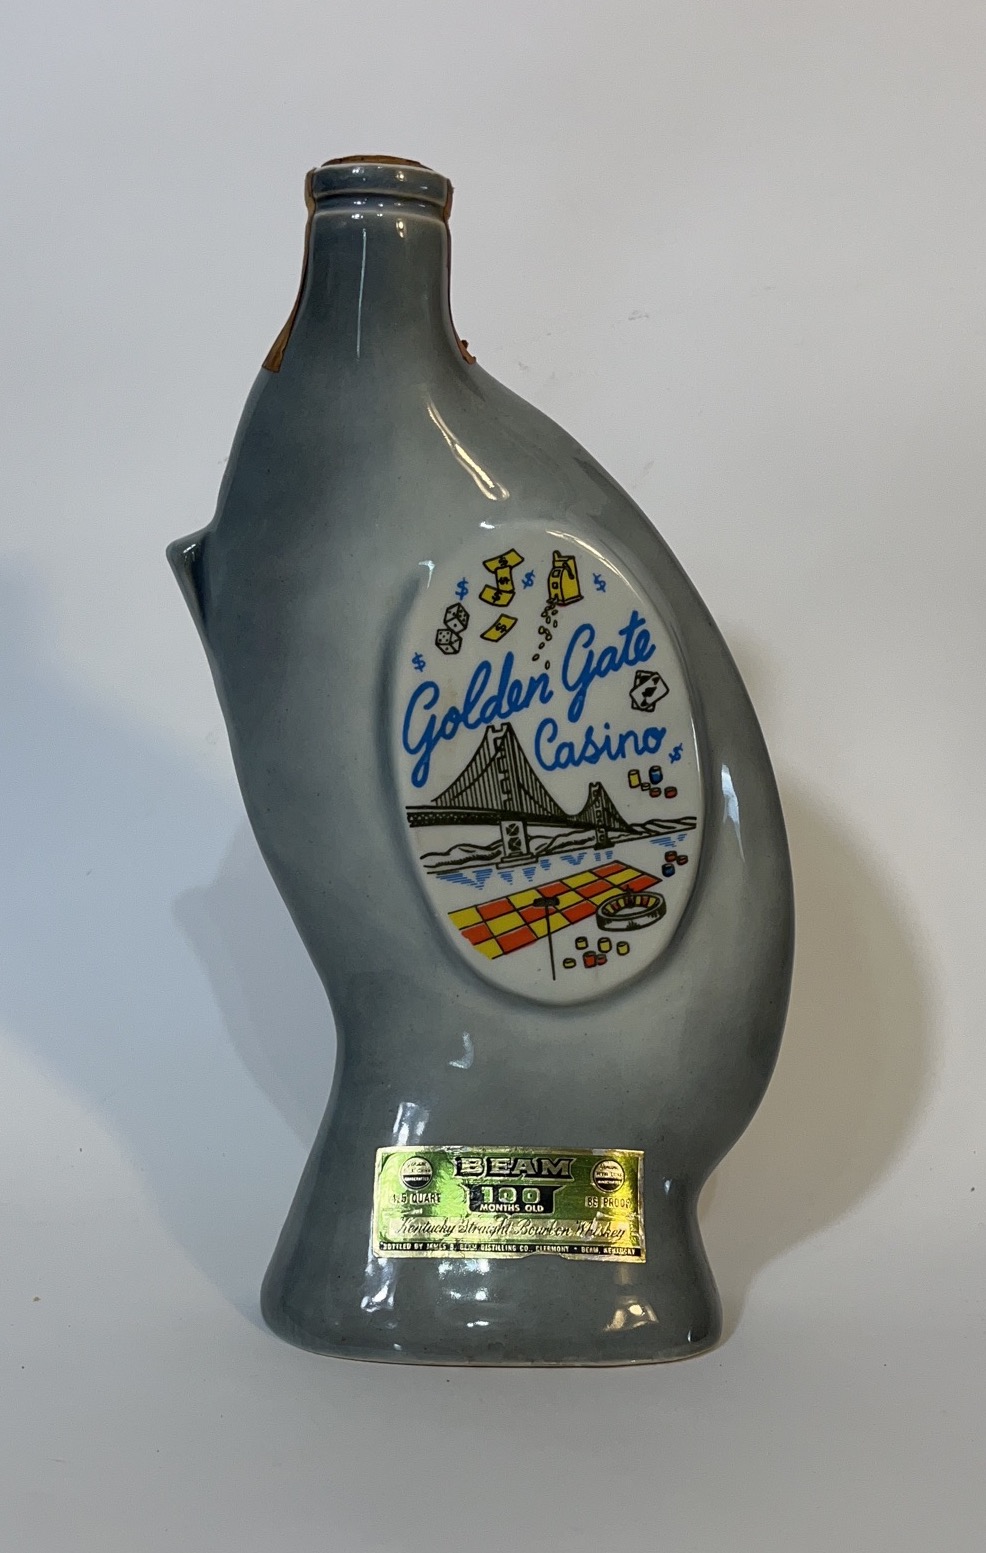 $ $ $
$
Golden Gate
Casino $
BEAM
4/5 QUART 100 86 PROOF
MONTHS OLD
Kentucky Straight Bourbon Whiskey
BOTTLED BY JAMES B. BEAM DISTILLING CO., CLERMONT • BEAM, KENTUCKY